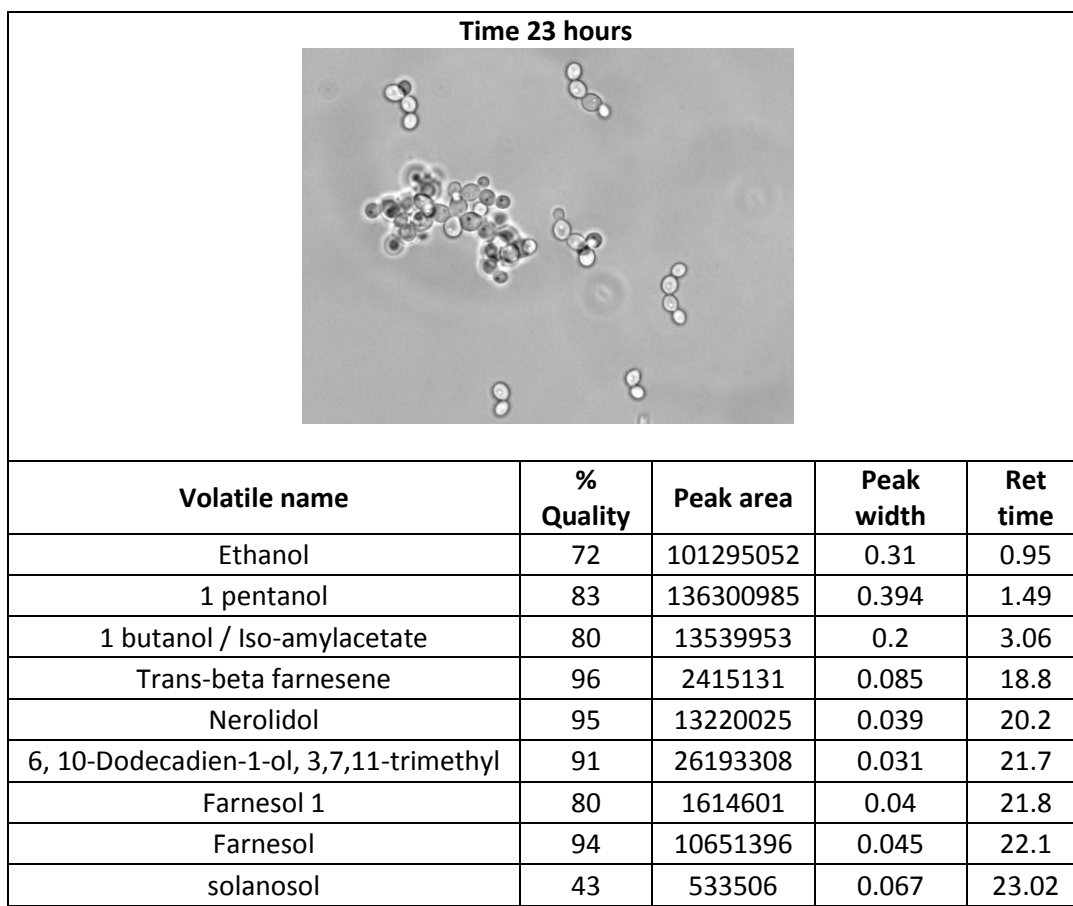 Time 23 hours
Volatile name % Quality Peak area Peak width Ret time
Ethanol 72 101295052 0.31 0.95
1 pentanol 83 136300985 0.394 1.49
1 butanol / Iso-amylacetate 80 13539953 0.2 3.06
Trans-beta farnesene 96 2415131 0.085 18.8
Nerolidol 95 13220025 0.039 20.2
6, 10-Dodecadien-1-ol, 3,7,11-trimethyl 91 26193308 0.031 21.7
Farnesol 1 80 1614601 0.04 21.8
Farnesol 94 10651396 0.045 22.1
solanosol 43 533506 0.067 23.02